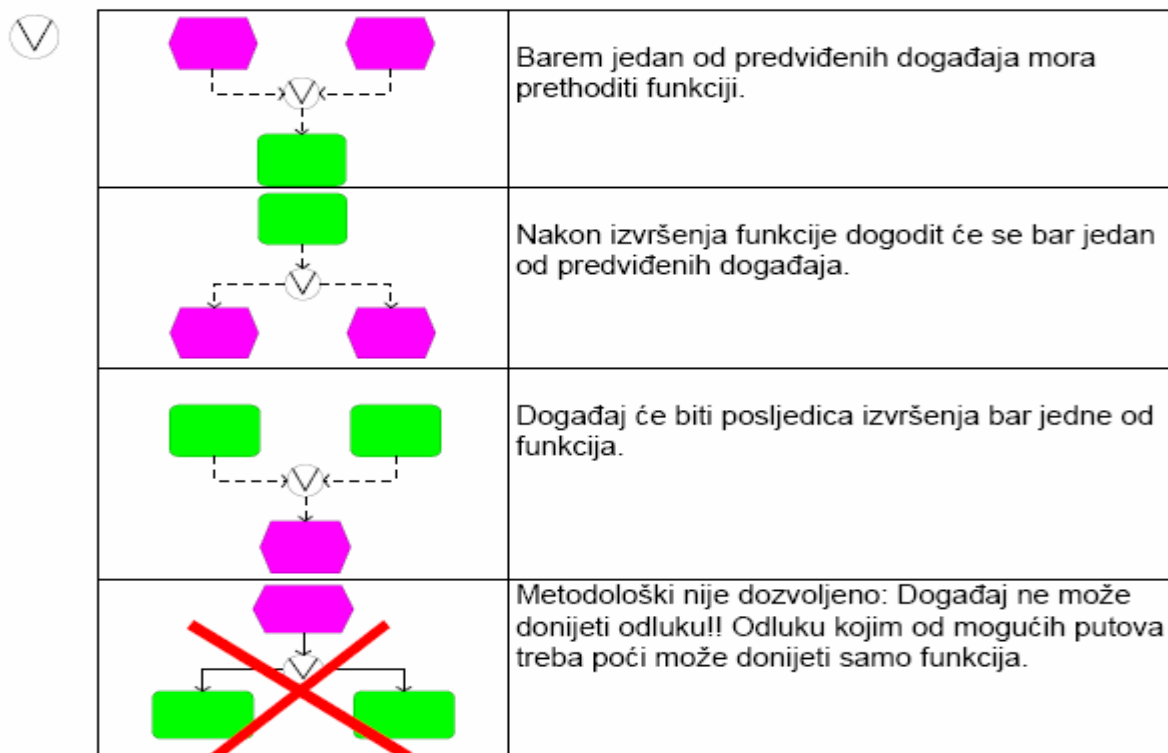 Barem jedan od predviđenih događaja mora
prethoditi funkciji.
Nakon izvršenja funkcije dogodit će se bar jedan
od predviđenih događaja.
Događaj će biti posljedica izvršenja bar jedne od
funkcija.
Metodološki nije dozvoljeno: Događaj ne može
donijeti odluku!! Odluku kojim od mogućih putova
treba poći može donijeti samo funkcija.